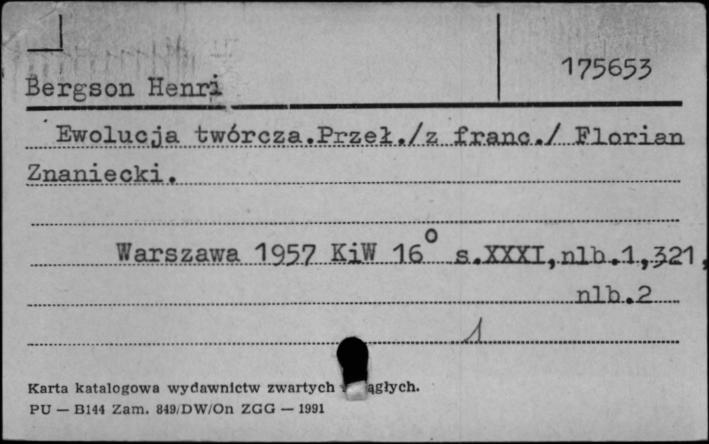 175653
Bergson Henri
Ewolucja twórcza.Przeł./z franc./ Florian
Znaniecki.
Warszawa 1957 KiW 16° s.XXXI,nlb.1,321,
nlb.2
1
Karta katalogowa wydawnictw zwartych ągłych.
PU — B144 Zam. 849/DW/On ZGG — 1991